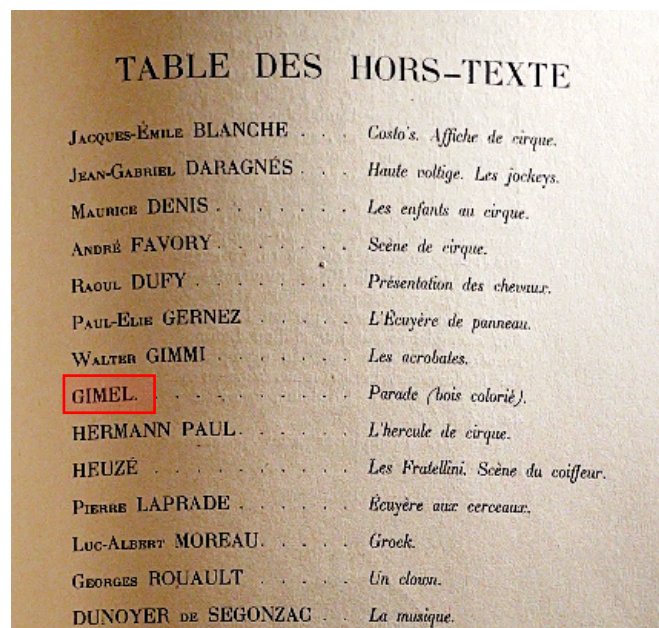 TABLE DES HORS-TEXTE
JACQUES-ÉMILE BLANCHE . . . Costo's. Affiche de cirque.
JEAN-GABRIEL DARAGNÉS . . . Haute voltige. Les jockeys.
MAURICE DENIS . . . . . . . Les enfants au cirque.
ANDRÉ FAVORY . . . . . . . Scène de cirque.
RAOUL DUFY . . . . . . . . Présentation des chevaux.
PAUL-ELIE GERNEZ . . . . . L'Écuyère de panneau.
WALTER GIMMI . . . . . . . Les acrobates.
GIMEL. . . . . . . . . . . Parade (bois colorié).
HERMANN PAUL. . . . . . L'hercule de cirque.
HEUZÉ . . . . . . . . . . Les Fratellini. Scène du coiffeur.
PIERRE LAPRADE . . . . . . Écuyère aux cerceaux.
LUC-ALBERT MOREAU. . . . . Grock.
GEORGES ROUAULT . . . . . Un clown.
DUNOYER DE SEGONZAC . . La musique.